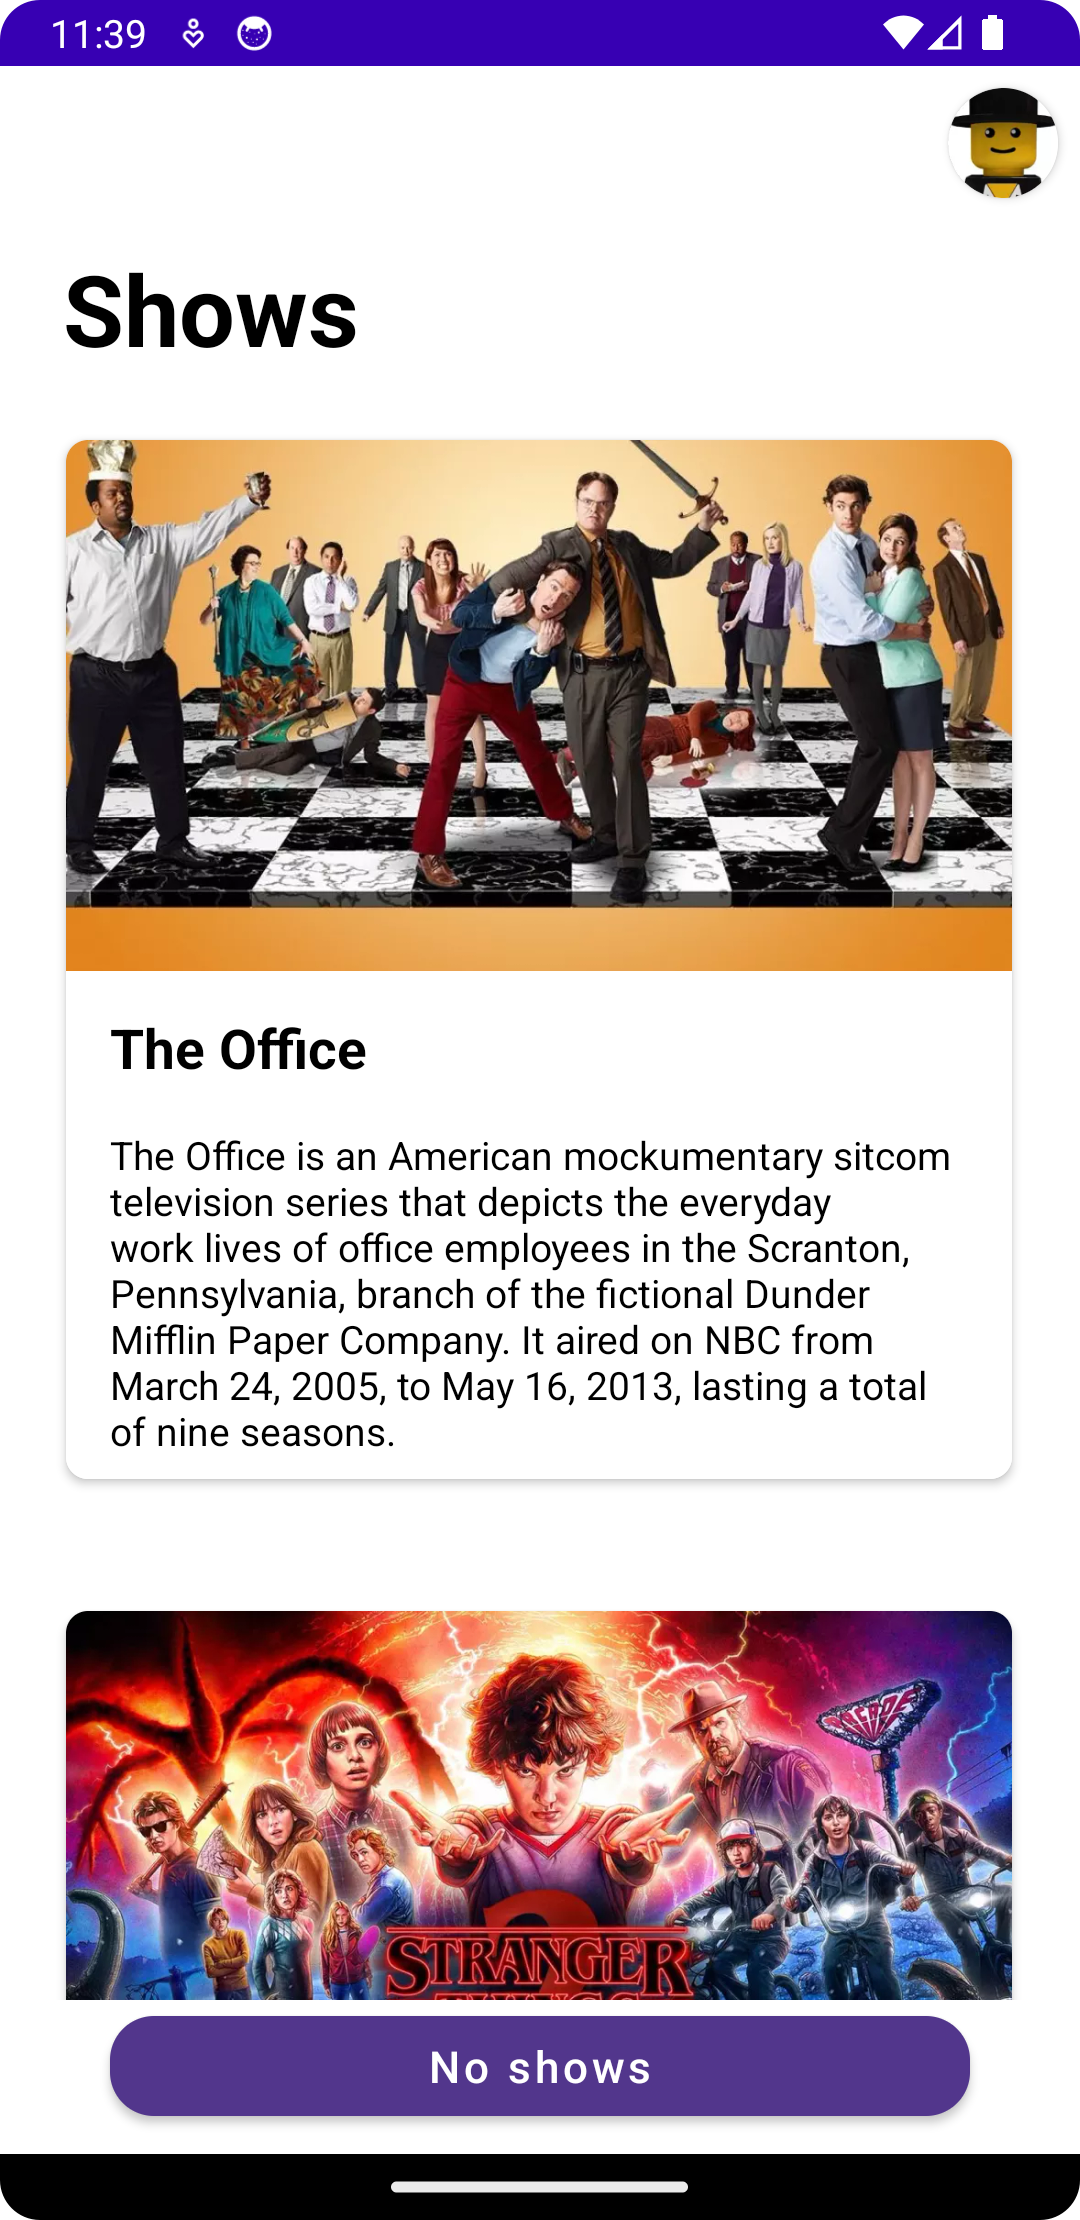 11:39
Shows
The Office
The Office is an American mockumentary sitcom
television series that depicts the everyday
work lives of office employees in the Scranton,
Pennsylvania, branch of the fictional Dunder
Mifflin Paper Company. It aired on NBC from
March 24, 2005, to May 16, 2013, lasting a total
of nine seasons.
ARCADE
2
STRANGER
No shows